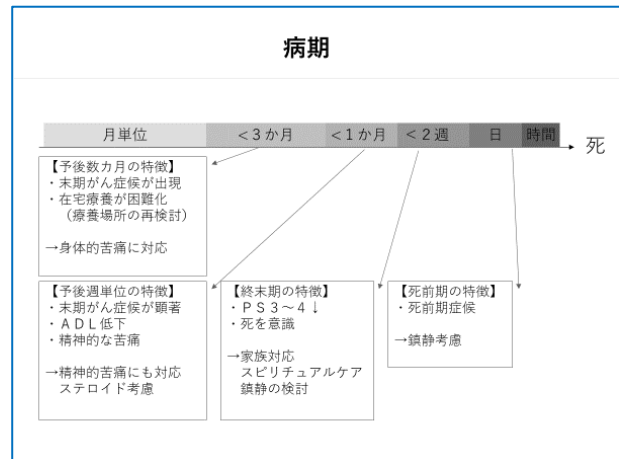 病期
月単位
＜３か月
＜１か月
＜２週
日
時間
死
【予後数カ月の特徴】
・末期がん症候が出現
・在宅療養が困難化
（療養場所の再検討）
→身体的苦痛に対応
【予後週単位の特徴】
・末期がん症候が顕著
・ＡＤＬ低下
・精神的な苦痛
→精神的苦痛にも対応
ステロイド考慮
【終末期の特徴】
・ＰＳ３～４↓
・死を意識
→家族対応
スピリチュアルケア
鎮静の検討
【死前期の特徴】
・死前期症候
→鎮静考慮